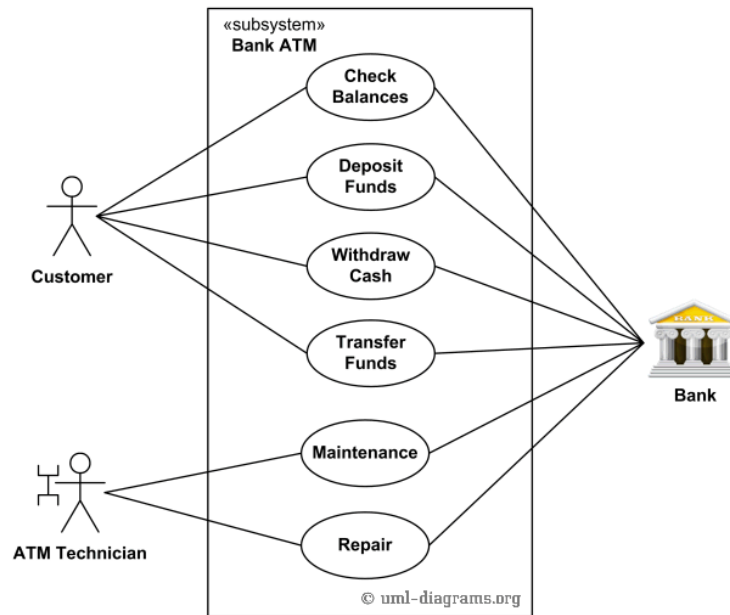 «subsystem»
Bank ATM
Check
Balances
Deposit
Funds
Customer
Withdraw
Cash
Transfer
Funds
BANK
Bank
Maintenance
ATM Technician
Repair
© uml-diagrams.org